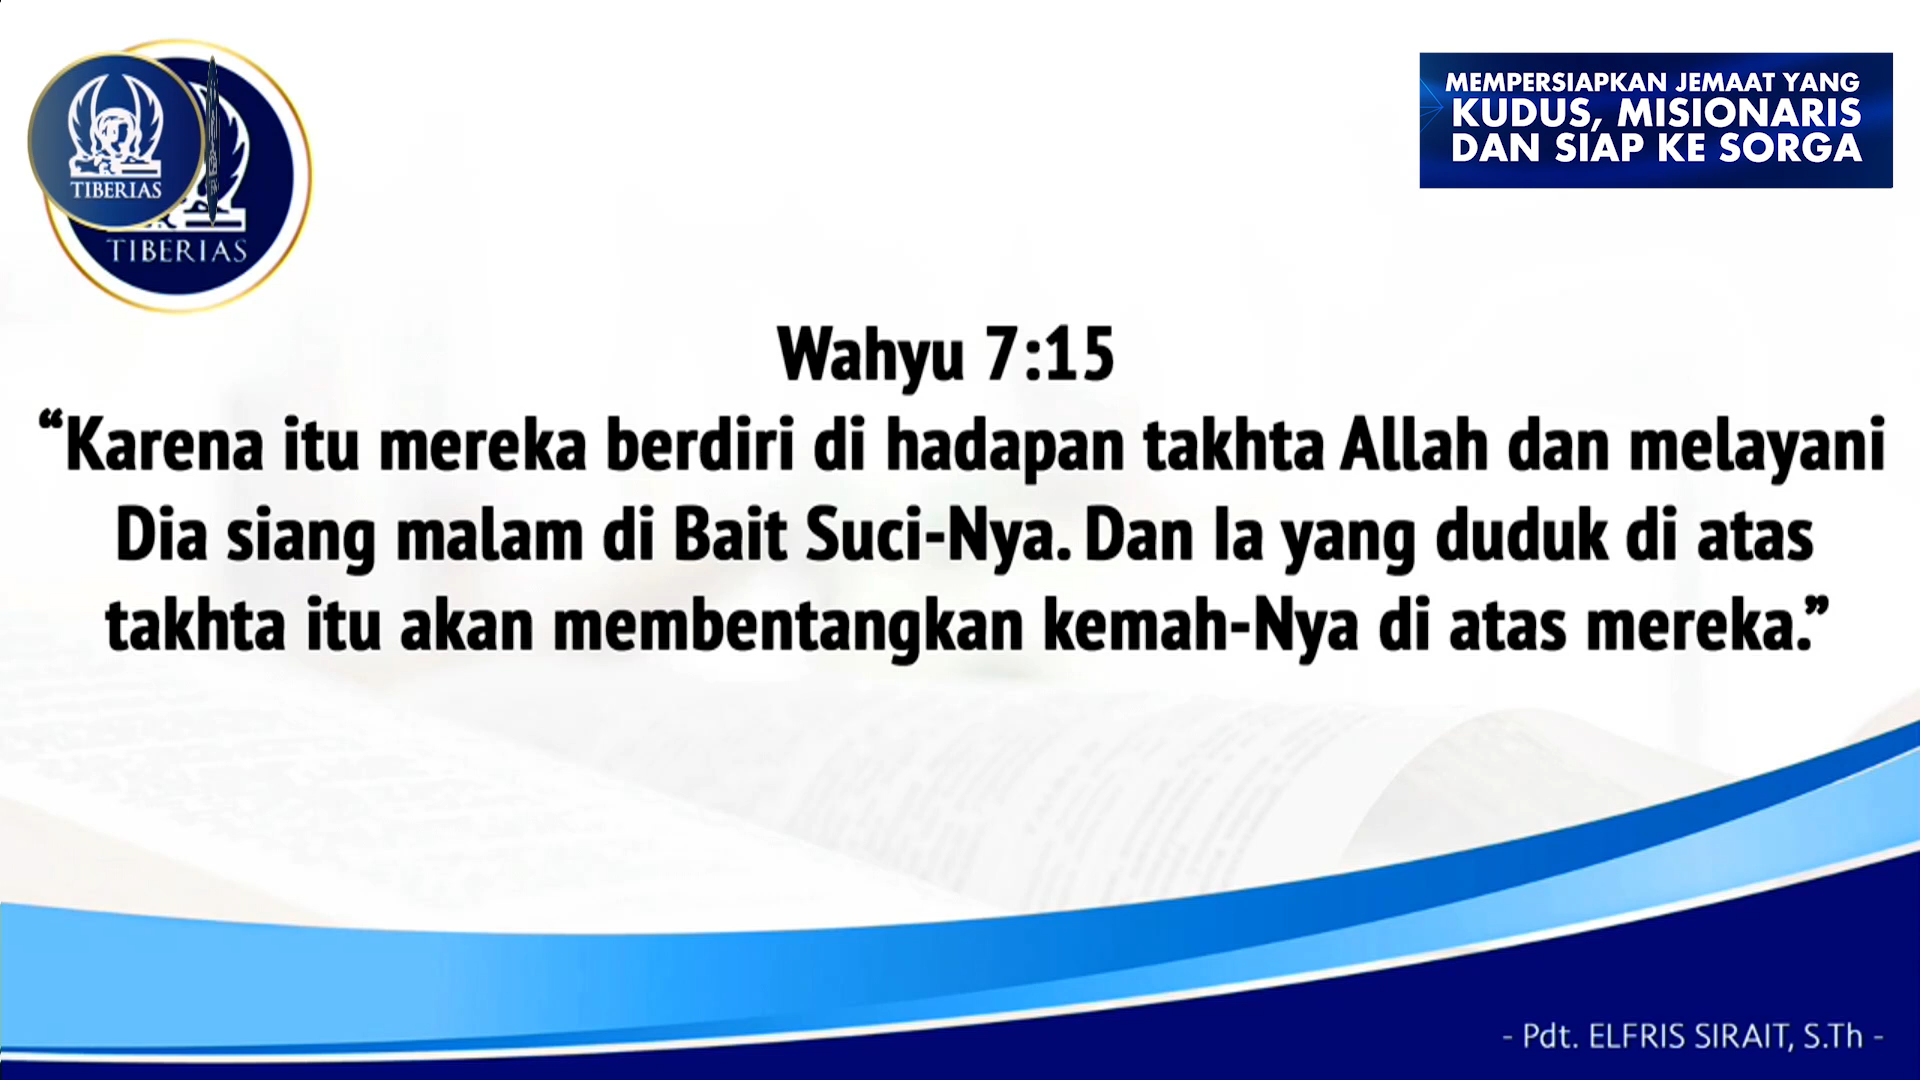 TIBERIAS
TIBERIAS
MEMPERSIAPKAN JEMAAT YANG
KUDUS, MISIONARIS
DAN SIAP KE SORGA
Wahyu 7:15
“Karena itu mereka berdiri di hadapan takhta Allah dan melayani
Dia siang malam di Bait Suci-Nya. Dan Ia yang duduk di atas
takhta itu akan membentangkan kemah-Nya di atas mereka.”
- Pdt. ELFRIS SIRAIT, S.Th -